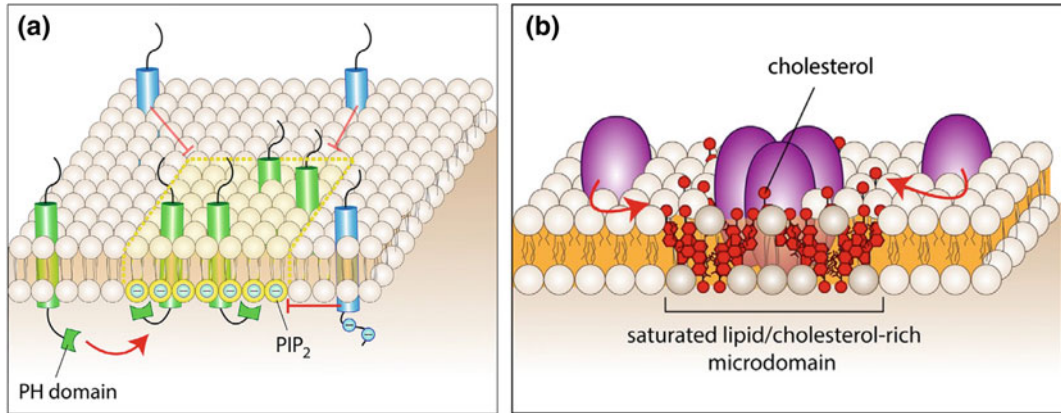 (a)
PH domain
PIP₂
(b)
cholesterol
saturated lipid/cholesterol-rich
microdomain